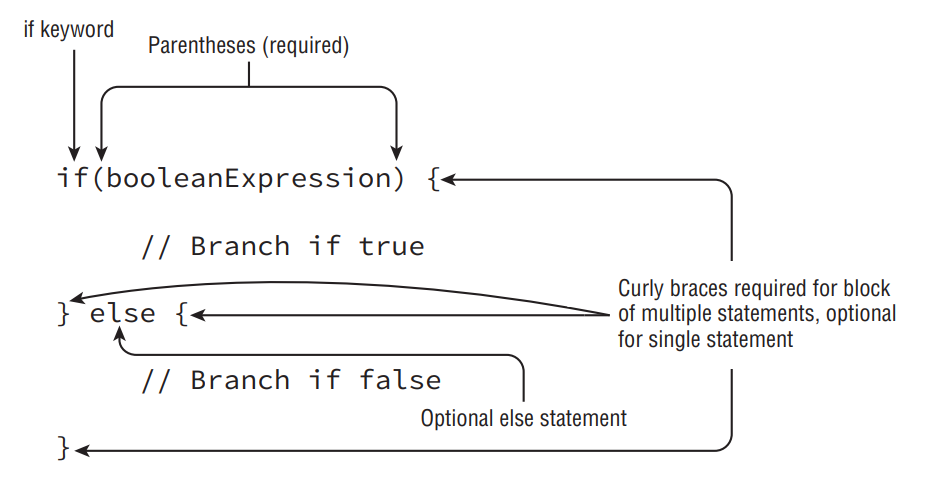 if keyword
Parentheses (required)
if(booleanExpression) {
// Branch if true
} else {
Curly braces required for block
of multiple statements, optional
for single statement
// Branch if false
Optional else statement
}